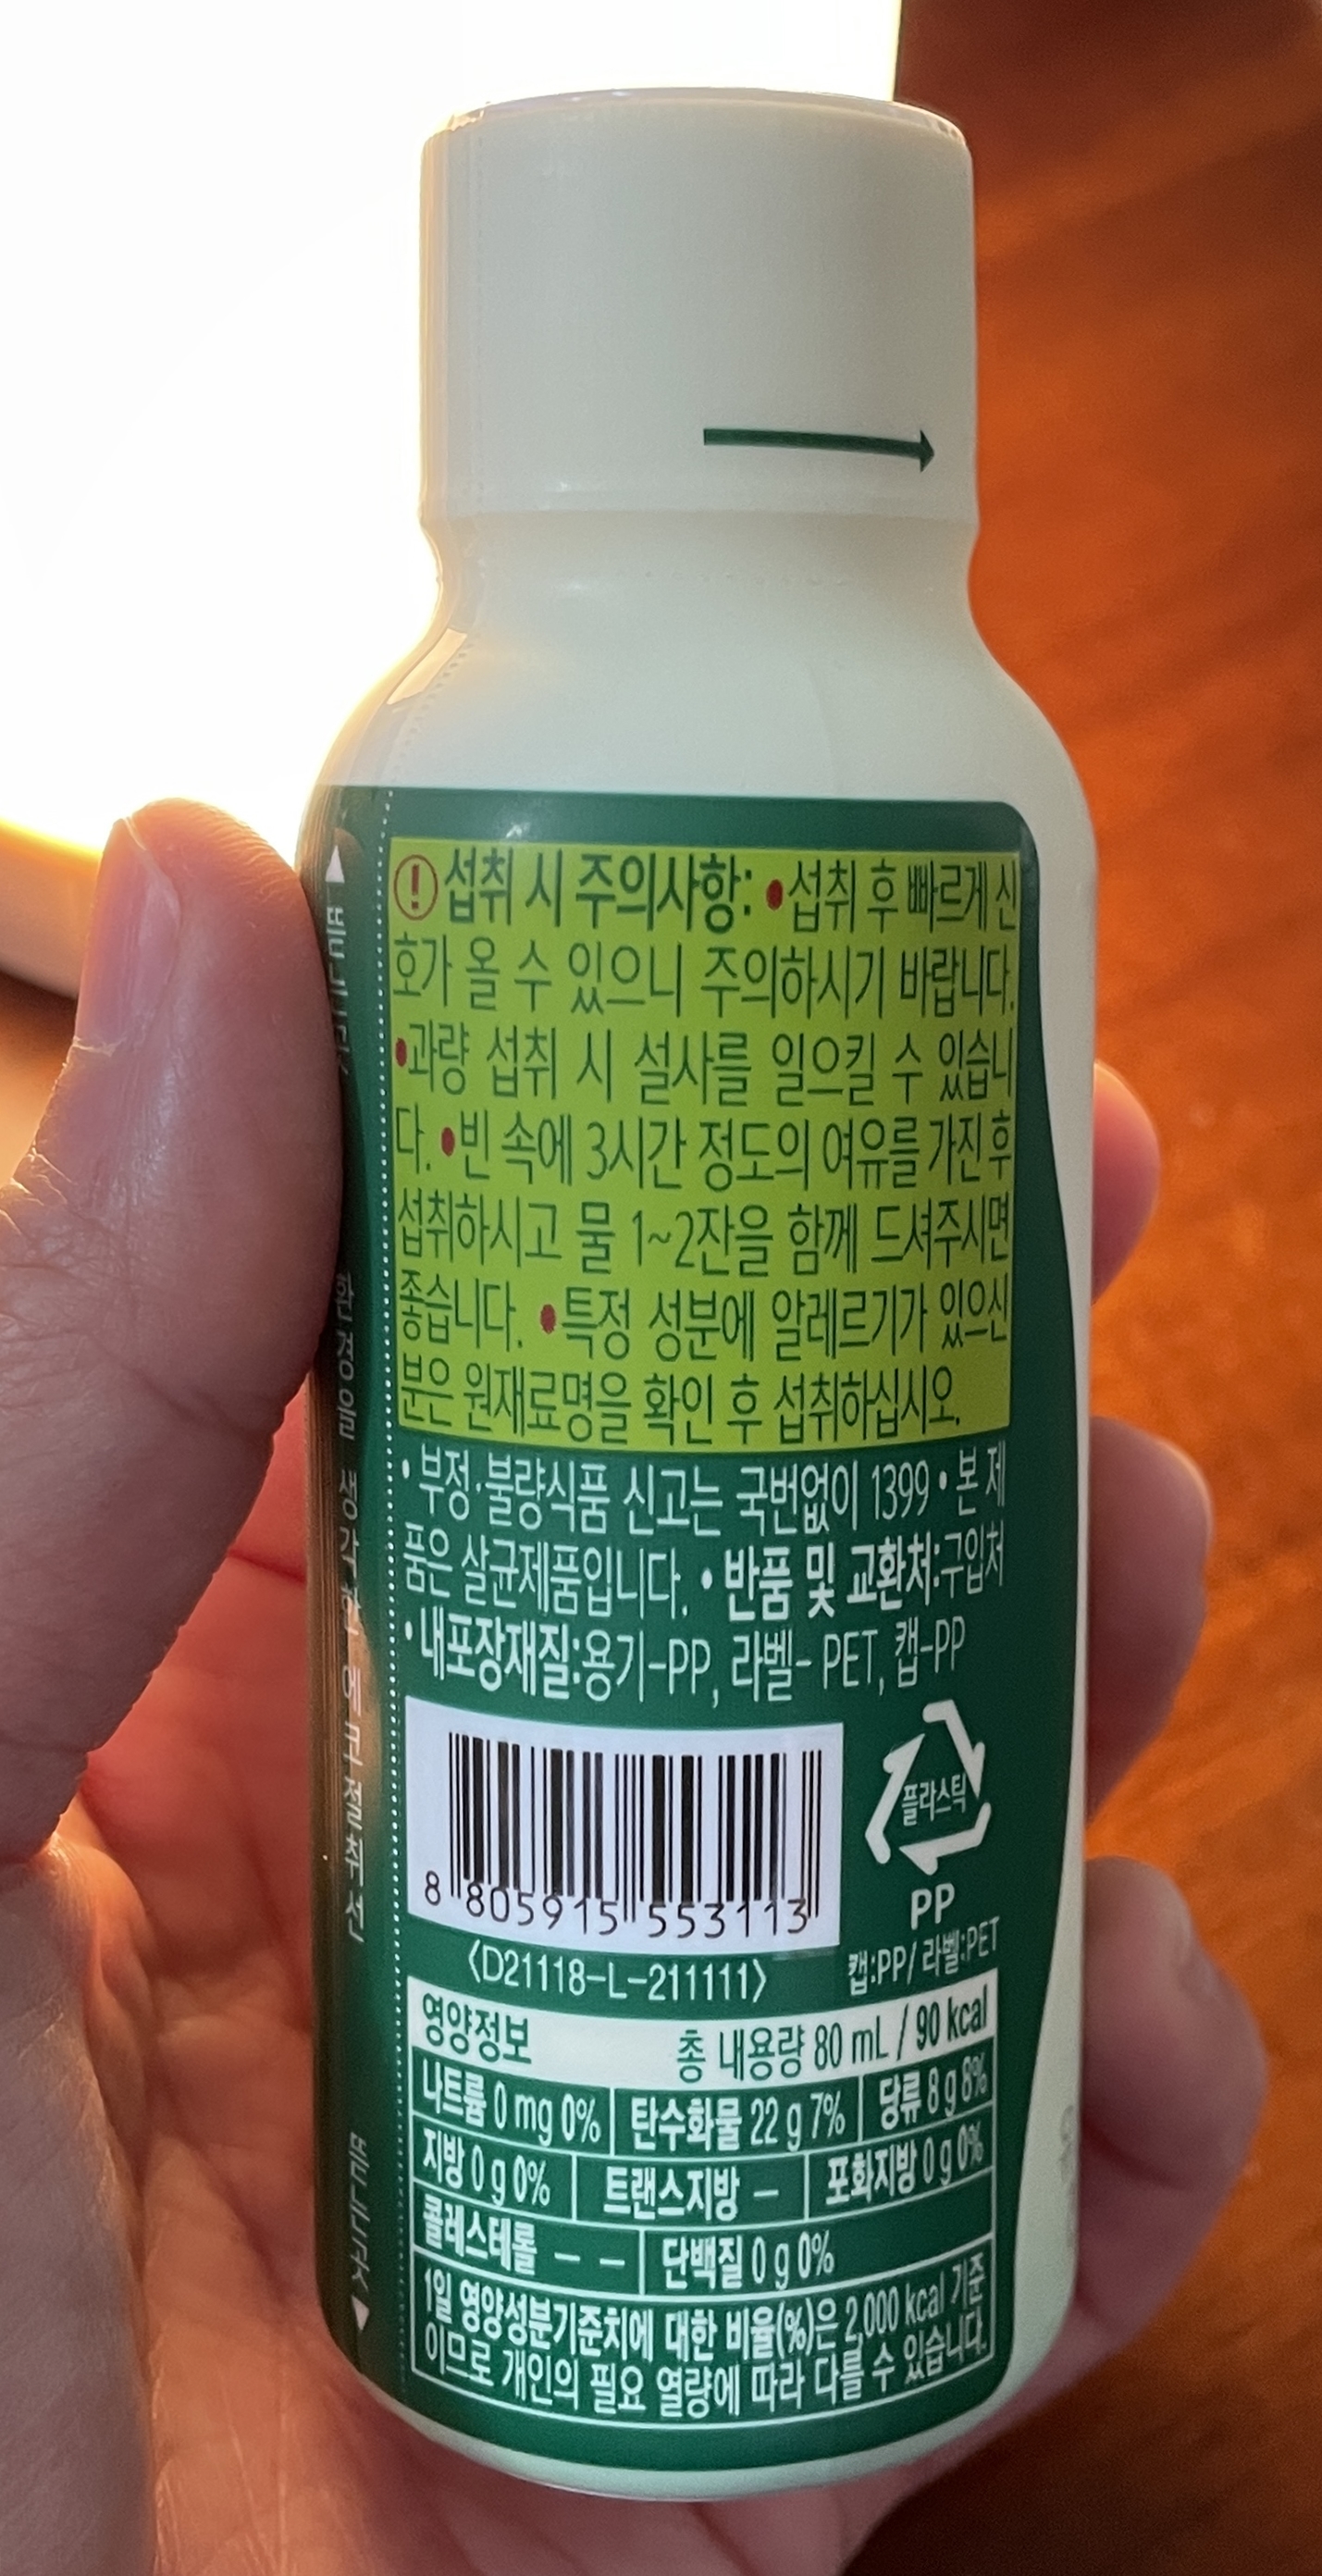 ! 섭취 시 주의사항: •섭취 후 빠르게 신
호가 올 수 있으니 주의하시기 바랍니다.
•과량 섭취 시 설사를 일으킬 수 있습니
다. •빈 속에 3시간 정도의 여유를 가진 후
섭취하시고 물 1~2잔을 함께 드셔주시면
좋습니다. •특정 성분에 알레르기가 있으신
분은 원재료명을 확인 후 섭취하십시오.
• 부정·불량식품 신고는 국번없이 1399 • 본 제
품은 살균제품입니다. • 반품 및 교환처:구입처
• 내포장재질:용기-PP, 라벨- PET, 캡-PP
플라스틱
PP
캡:PP/ 라벨:PET
8 805915 553113
〈D21118-L-211111〉
영양정보 총 내용량 80 mL / 90 kcal
나트륨 0 mg 0% 탄수화물 22 g 7% 당류 8 g 8%
지방 0 g 0% 트랜스지방 – 포화지방 0 g 0%
콜레스테롤 – – 단백질 0 g 0%
1일 영양성분기준치에 대한 비율(%)은 2,000 kcal 기준
이므로 개인의 필요 열량에 따라 다를 수 있습니다.
환경을 생각한 에코절취선
뜯는곳